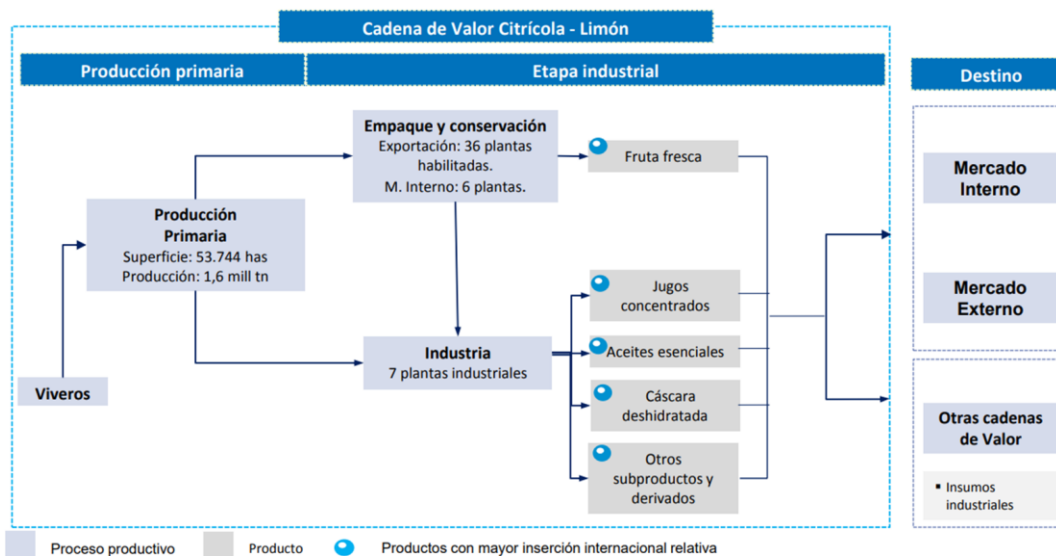 Cadena de Valor Citrícola - Limón
Producción primaria
Etapa industrial
Destino
Empaque y conservación
Exportación: 36 plantas
habilitadas.
M. Interno: 6 plantas.
Fruta fresca
Mercado
Interno
Producción
Primaria
Superficie: 53.744 has
Producción: 1,6 mill tn
Jugos
concentrados
Mercado
Externo
Industria
7 plantas industriales
Aceites esenciales
Viveros
Cáscara
deshidratada
Otras cadenas
de Valor
Otros
subproductos y
derivados
▪ Insumos
industriales
Proceso productivo
Producto
Productos con mayor inserción internacional relativa